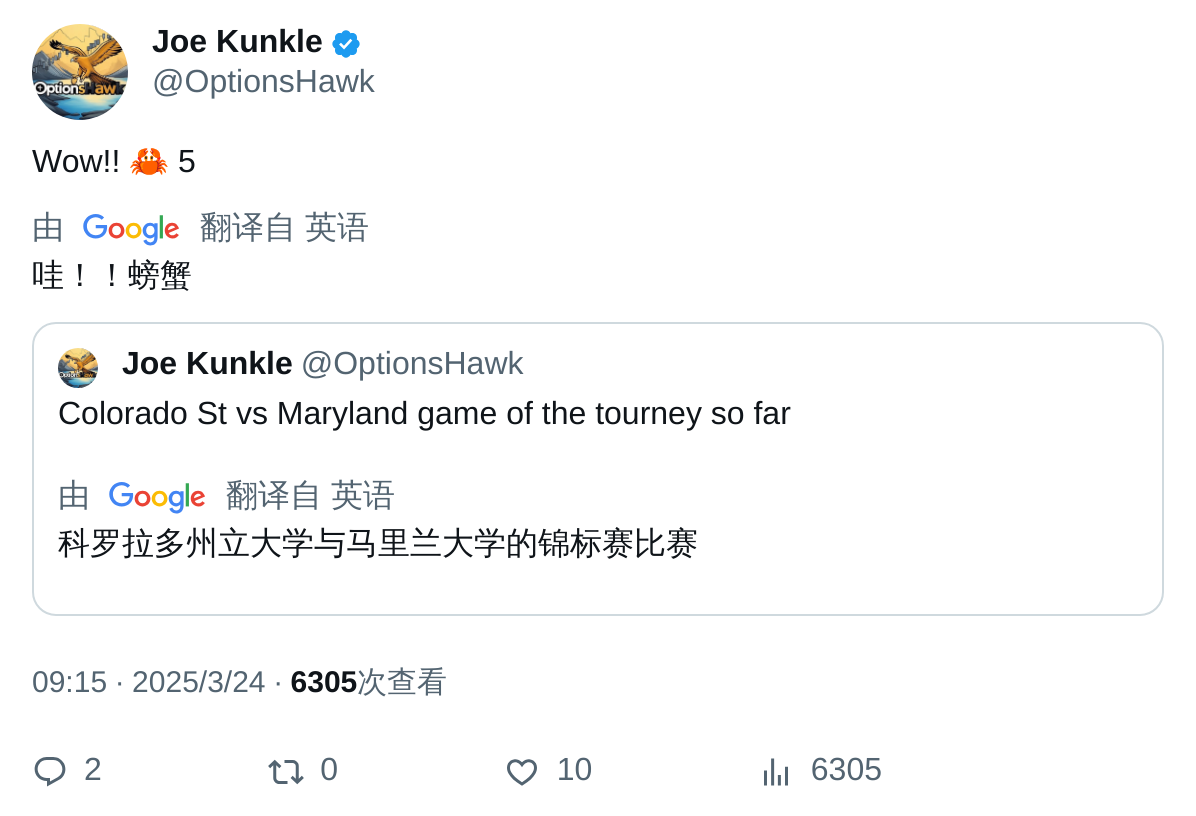 Joe Kunkle
@OptionsHawk
Wow!! 🦀 5
由 Google 翻译自 英语
哇！！螃蟹
Joe Kunkle @OptionsHawk
Colorado St vs Maryland game of the tourney so far
由 Google 翻译自 英语
科罗拉多州立大学与马里兰大学的锦标赛比赛
09:15 · 2025/3/24 · 6305次查看
2 0 10 6305